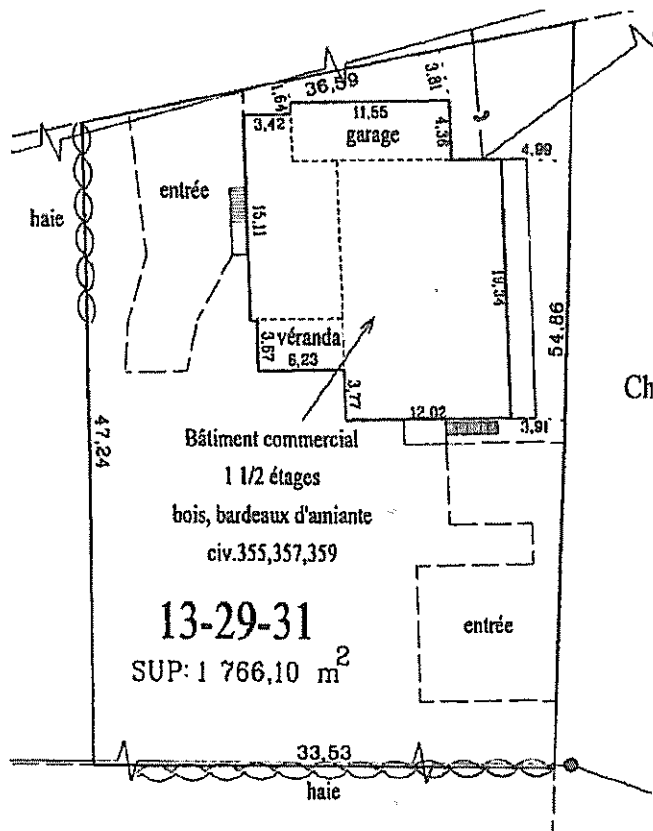 36,59
1,64
3,81
3,42
11,55
garage
4,36
4,99
entrée
haie
15,11
19,34
54,86
véranda
3,67
6,23
3,77
Ch
12,02
3,91
47,24
Bâtiment commercial
1 1/2 étages
bois, bardeaux d'amiante
civ.355,357,359
13-29-31
SUP: 1 766,10 m²
entrée
33,53
haie